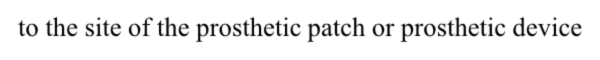 to the site of the prosthetic patch or prosthetic device